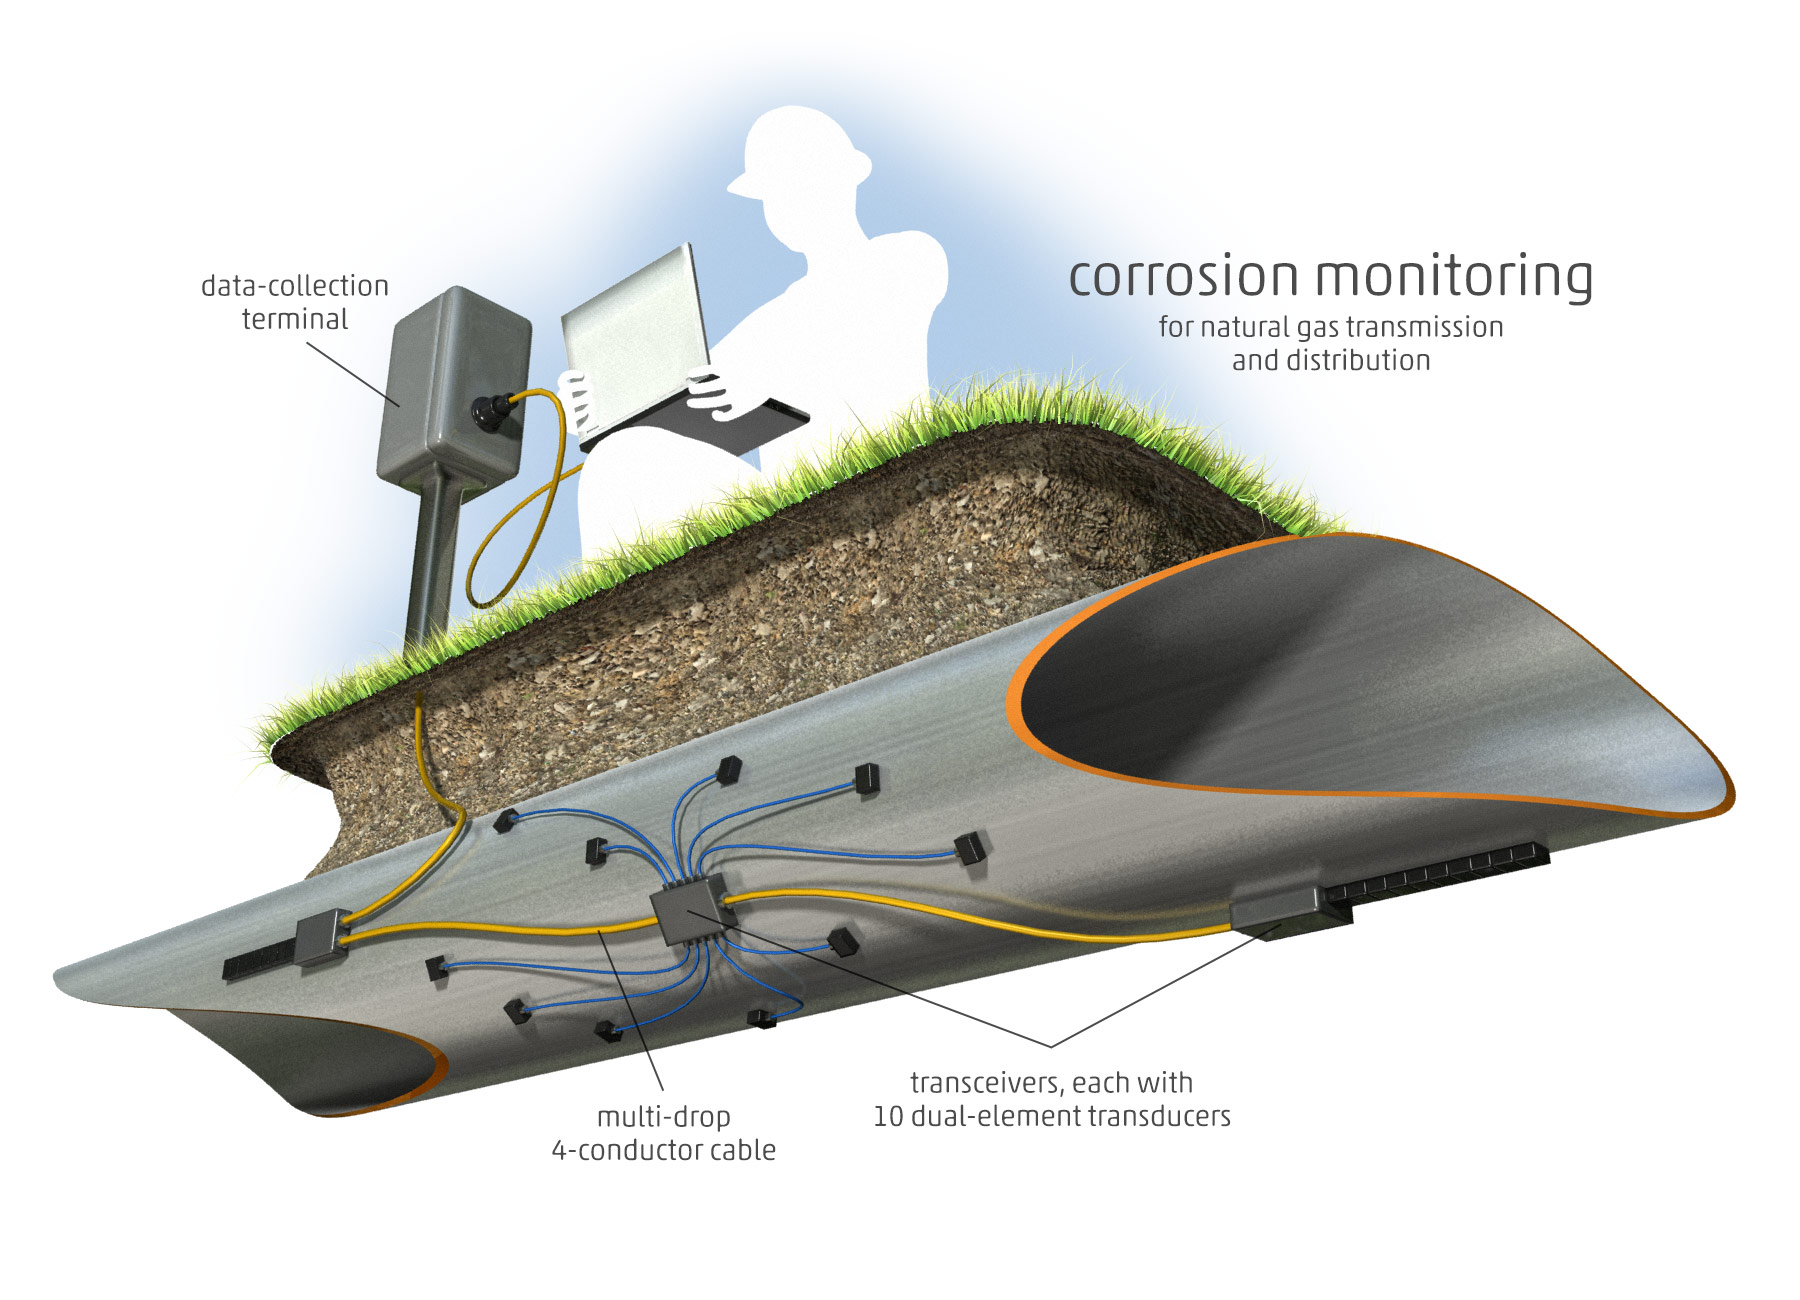 data-collection
terminal
corrosion monitoring
for natural gas transmission
and distribution
transceivers, each with
10 dual-element transducers
multi-drop
4-conductor cable